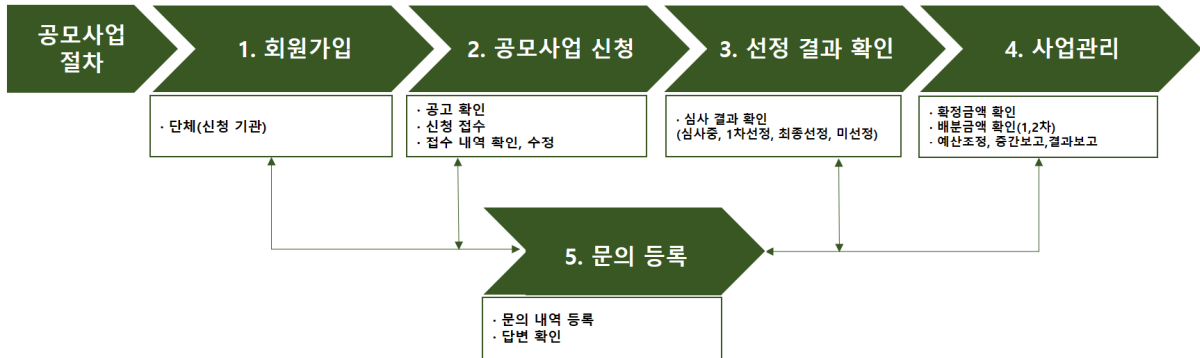 공모사업
절차
1. 회원가입
· 단체(신청 기관)
2. 공모사업 신청
· 공고 확인
· 신청 접수
· 접수 내역 확인, 수정
3. 선정 결과 확인
· 심사 결과 확인
(심사중, 1차선정, 최종선정, 미선정)
4. 사업관리
· 확정금액 확인
· 배분금액 확인(1,2차)
· 예산조정, 중간보고,결과보고
5. 문의 등록
· 문의 내역 등록
· 답변 확인